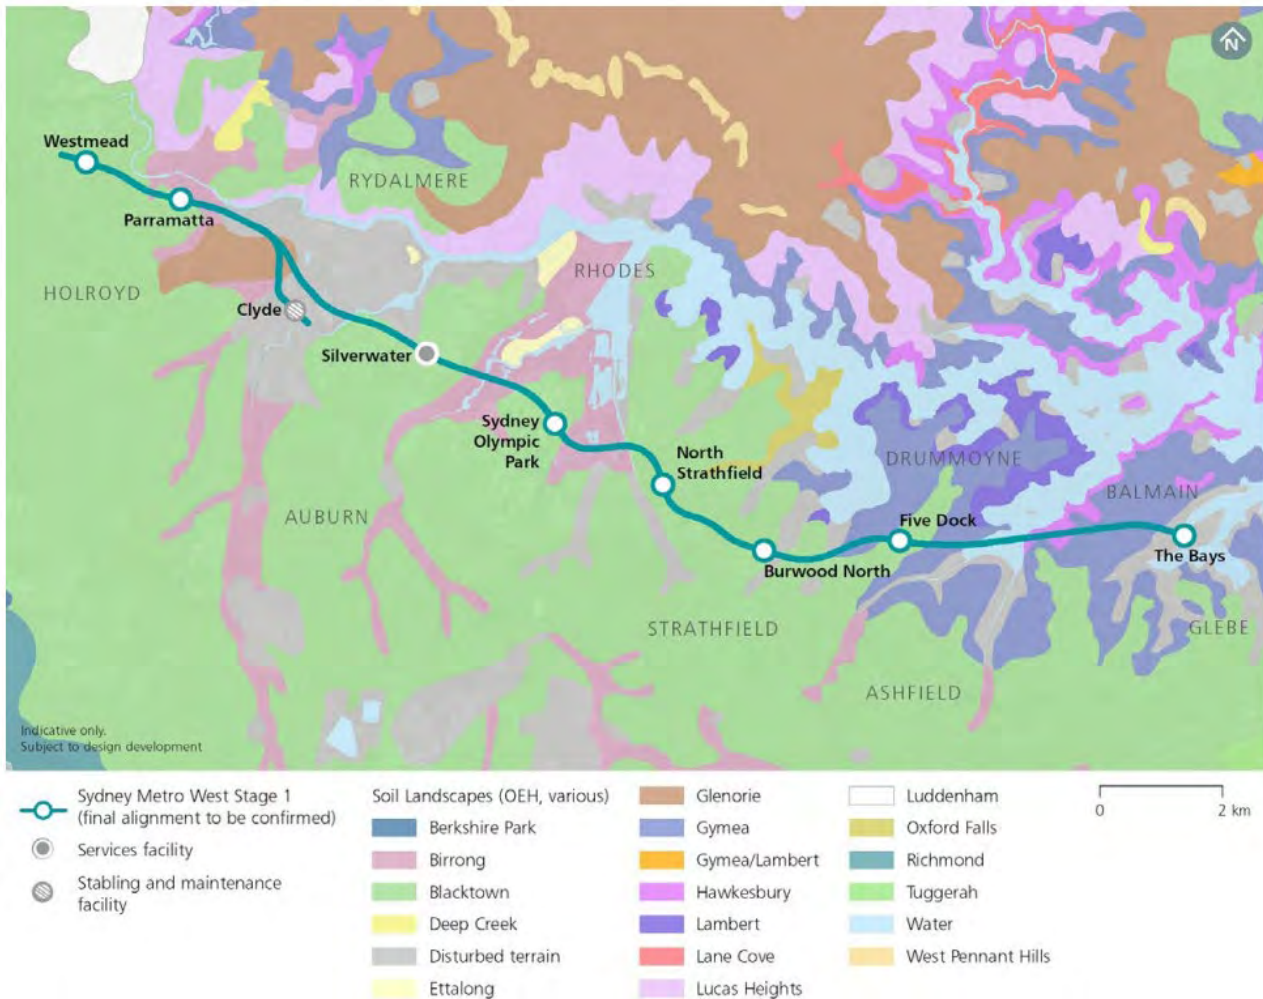 N
Westmead
RYDALMERE
Parramatta
RHODES
HOLROYD
Clyde
Silverwater
Sydney
Olympic
Park
North
Strathfield
DRUMMOYNE
BALMAIN
AUBURN
Five Dock
The Bays
Burwood North
STRATHFIELD
GLEBE
ASHFIELD
Indicative only.
Subject to design development
Sydney Metro West Stage 1
(final alignment to be confirmed)
Services facility
Stabling and maintenance
facility
Soil Landscapes (OEH, various)
Berkshire Park
Birrong
Blacktown
Deep Creek
Disturbed terrain
Ettalong
Glenorie
Gymea
Gymea/Lambert
Hawkesbury
Lambert
Lane Cove
Lucas Heights
Luddenham
Oxford Falls
Richmond
Tuggerah
Water
West Pennant Hills
0 2 km